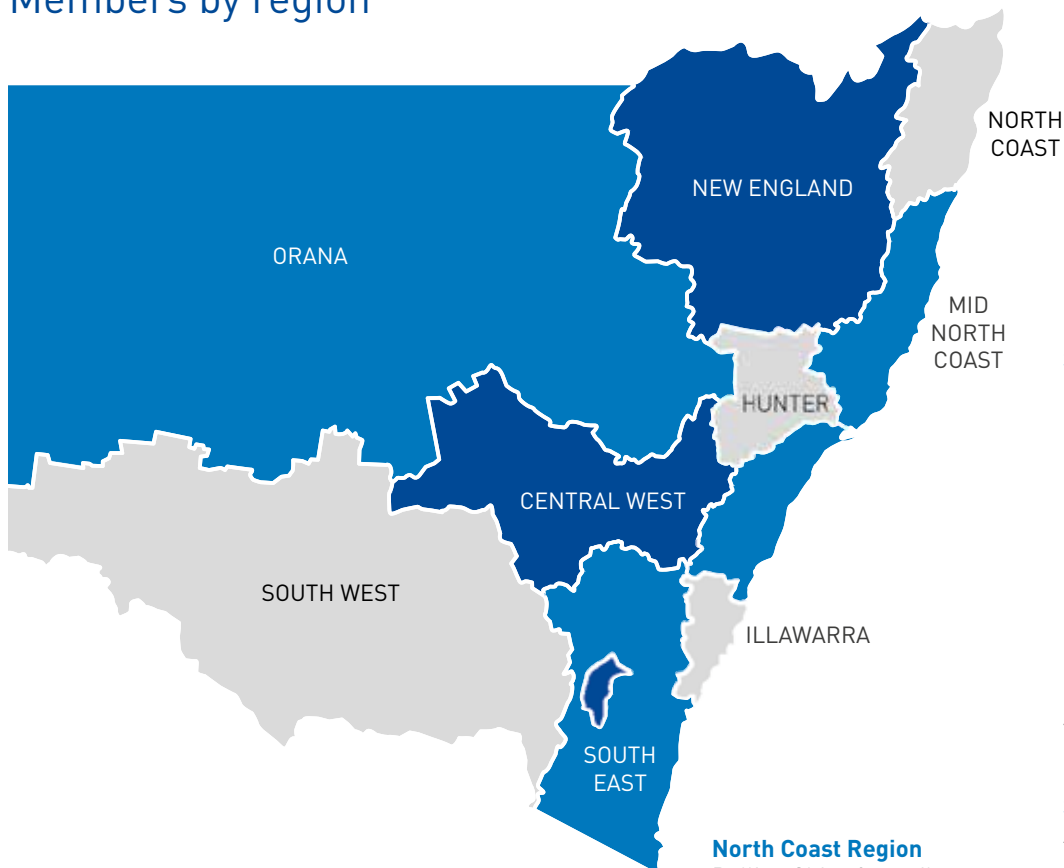 Members by region
NORTH
COAST
NEW ENGLAND
ORANA
MID
NORTH
COAST
HUNTER
CENTRAL WEST
SOUTH WEST
ILLAWARRA
SOUTH
EAST
North Coast Region